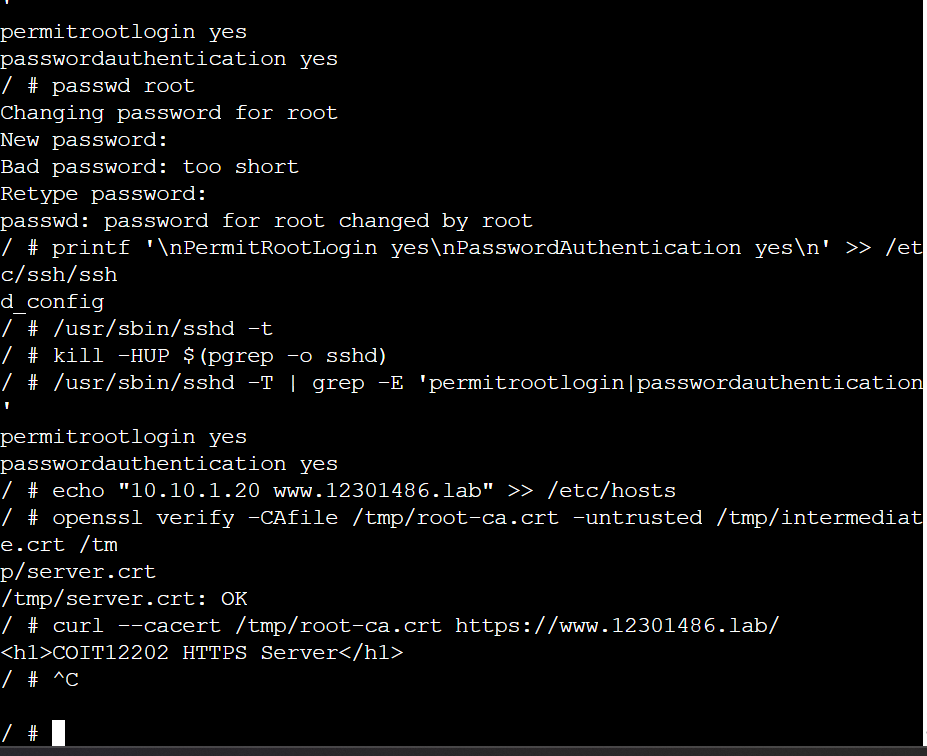 '
permitrootlogin yes
passwordauthentication yes
/ # passwd root
Changing password for root
New password:
Bad password: too short
Retype password:
passwd: password for root changed by root
/ # printf '\nPermitRootLogin yes\nPasswordAuthentication yes\n' >> /et
c/ssh/ssh
d_config
/ # /usr/sbin/sshd -t
/ # kill -HUP $(pgrep -o sshd)
/ # /usr/sbin/sshd -T | grep -E 'permitrootlogin|passwordauthentication
'
permitrootlogin yes
passwordauthentication yes
/ # echo "10.10.1.20 www.12301486.lab" >> /etc/hosts
/ # openssl verify -CAfile /tmp/root-ca.crt -untrusted /tmp/intermediat
e.crt /tm
p/server.crt
/tmp/server.crt: OK
/ # curl --cacert /tmp/root-ca.crt https://www.12301486.lab/
<h1>COIT12202 HTTPS Server</h1>
/ # ^C
/ #